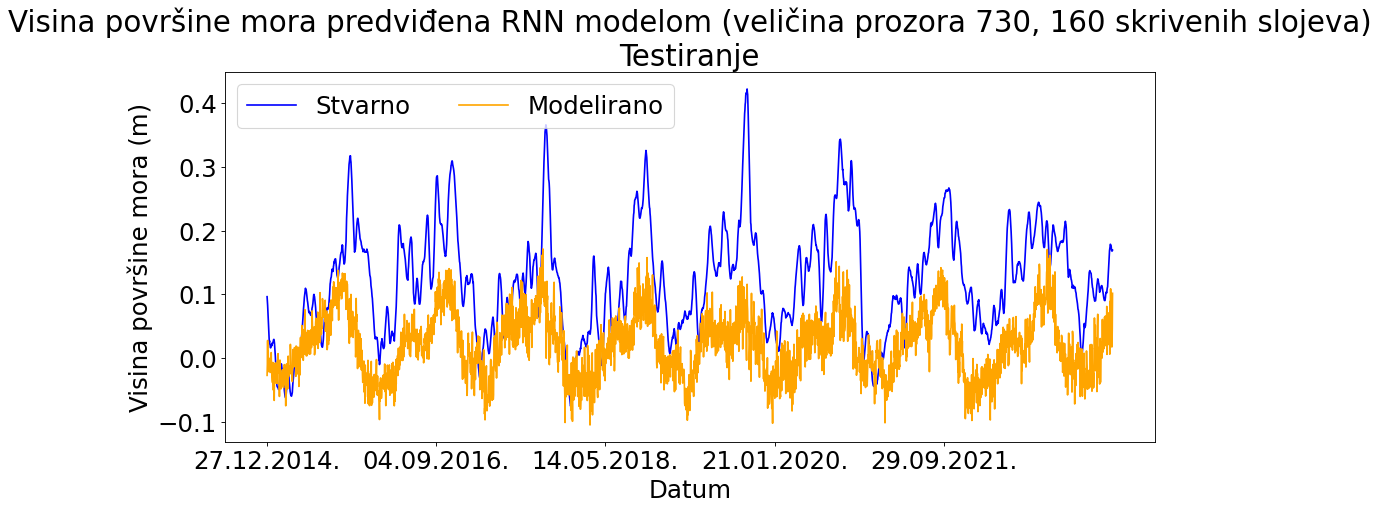 Visina površine mora predviđena RNN modelom (veličina prozora 730, 160 skrivenih slojeva)
Testiranje
Stvarno Modelirano
Visina površine mora (m)
0.4
0.3
0.2
0.1
0.0
−0.1
27.12.2014. 04.09.2016. 14.05.2018. 21.01.2020. 29.09.2021.
Datum